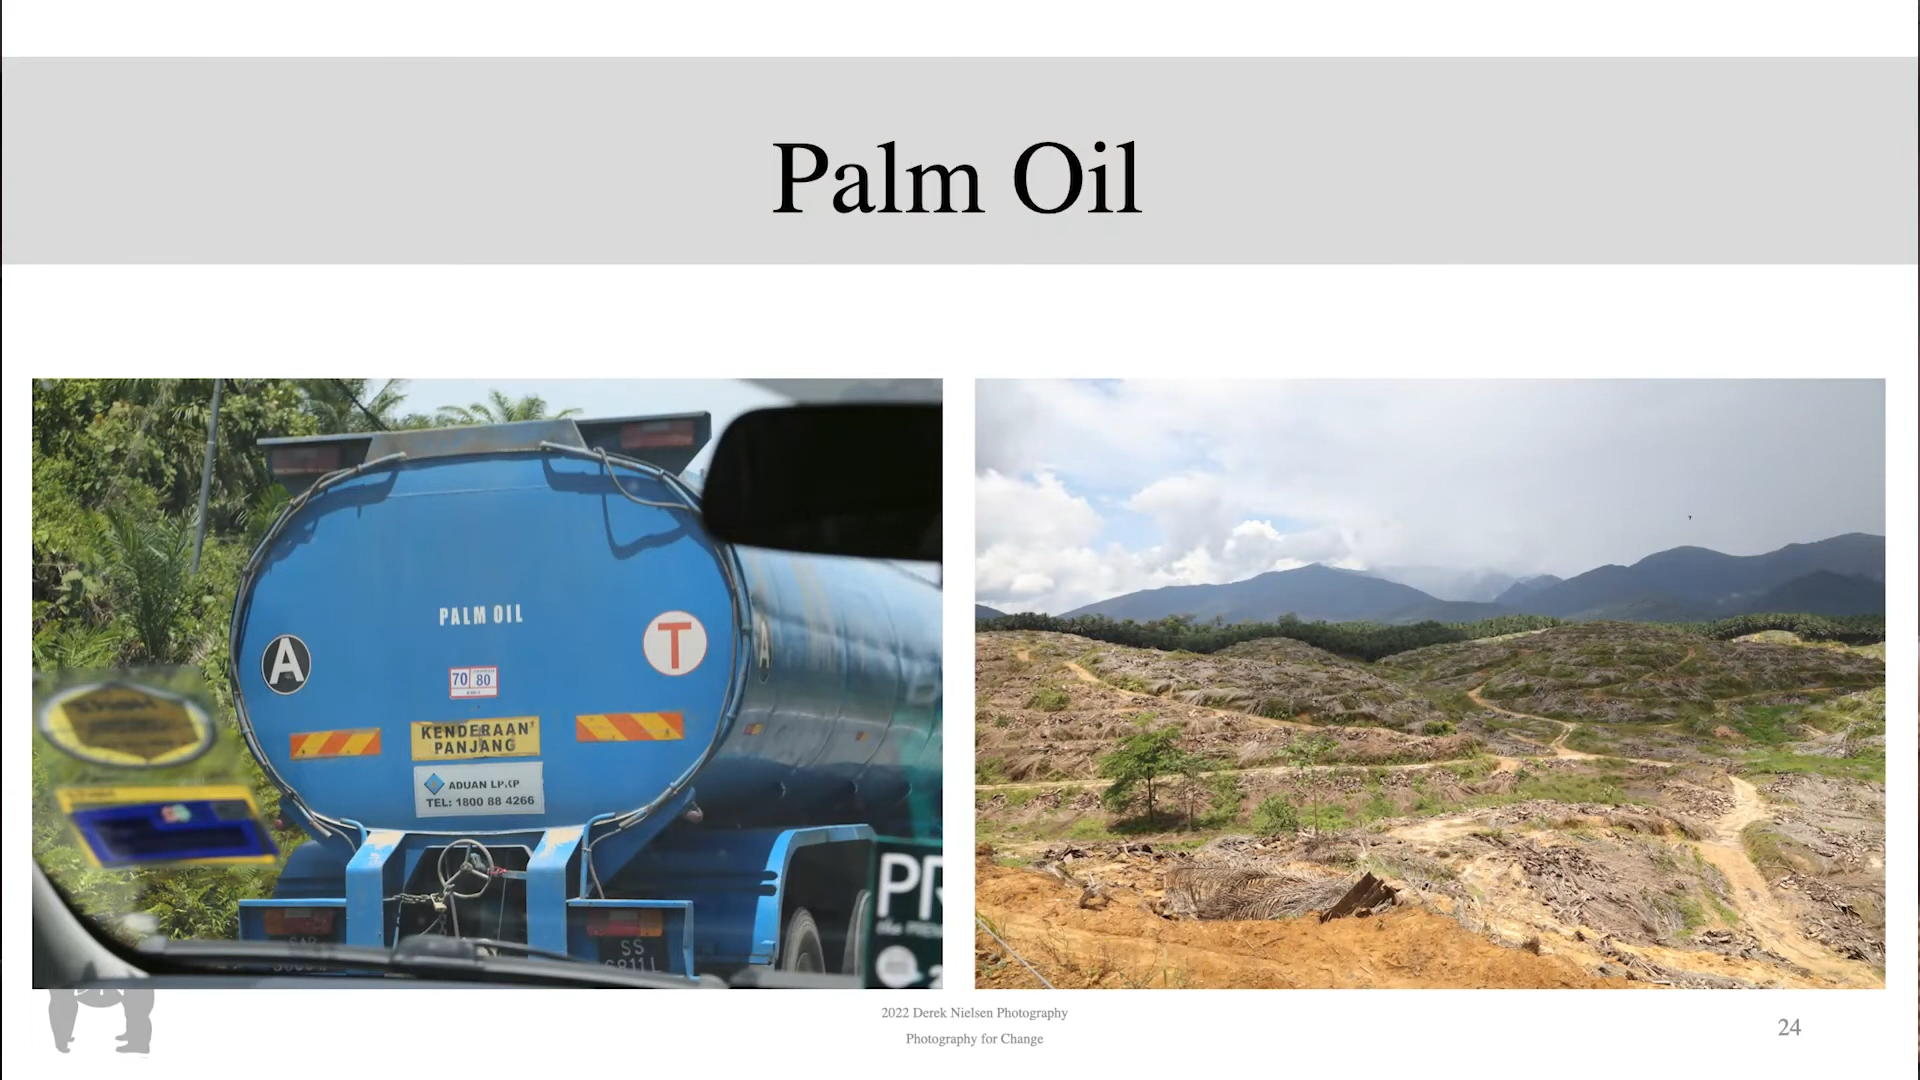 Palm Oil
PALM OIL
A
T
70 80
KENDERAAN
PANJANG
ADUAN
TEL: 1800 88 4266
A
PR
SS
2022 Derek Nielsen Photography
Photography for Change
24